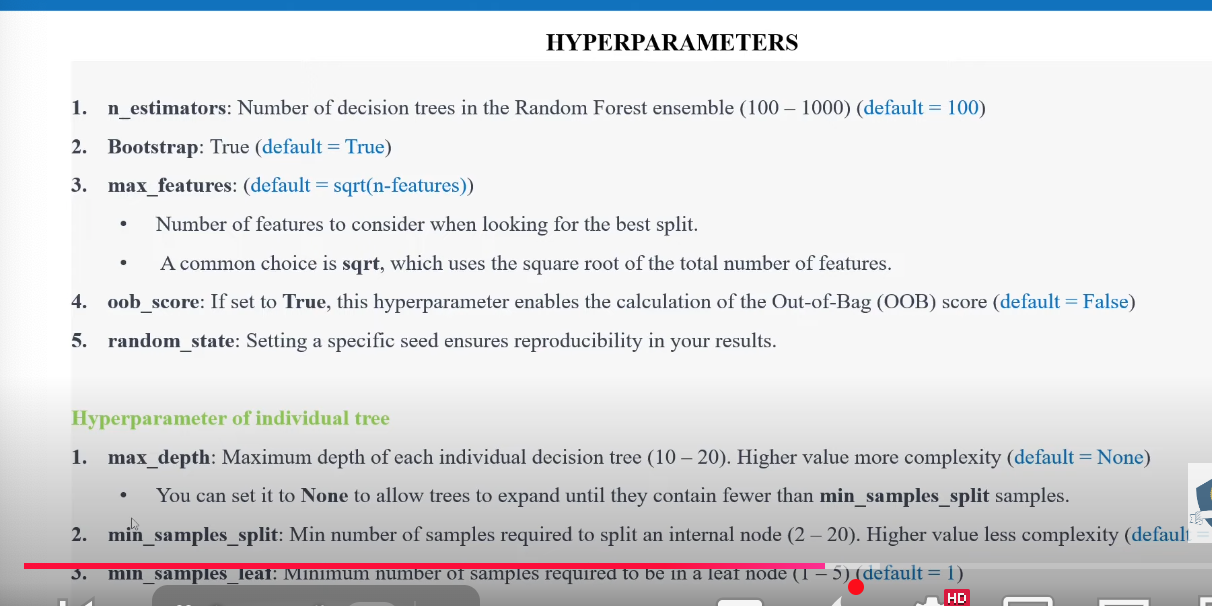 HYPERPARAMETERS
1. n_estimators: Number of decision trees in the Random Forest ensemble (100 – 1000) (default = 100)
2. Bootstrap: True (default = True)
3. max_features: (default = sqrt(n-features))
• Number of features to consider when looking for the best split.
• A common choice is sqrt, which uses the square root of the total number of features.
4. oob_score: If set to True, this hyperparameter enables the calculation of the Out-of-Bag (OOB) score (default = False)
5. random_state: Setting a specific seed ensures reproducibility in your results.
Hyperparameter of individual tree
1. max_depth: Maximum depth of each individual decision tree (10 – 20). Higher value more complexity (default = None)
• You can set it to None to allow trees to expand until they contain fewer than min_samples_split samples.
2. min_samples_split: Min number of samples required to split an internal node (2 – 20). Higher value less complexity (default =
3. min_samples_leaf: Minimum number of samples required to be in a leaf node (1 – 5) (default = 1)
HD